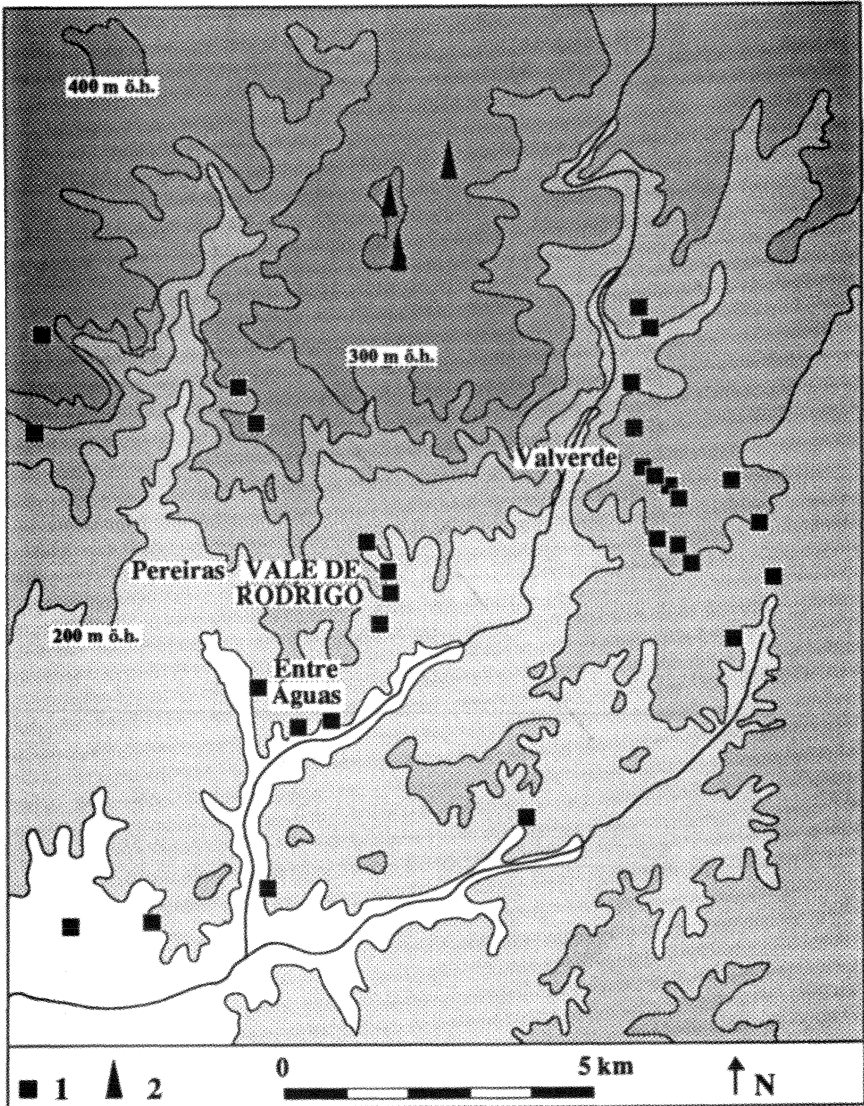 400 m ö.h.
300 m ö.h.
Valverde
Pereiras
VALE DE
RODRIGO
200 m ö.h.
Entre
Águas
1
2
0
5 km
N